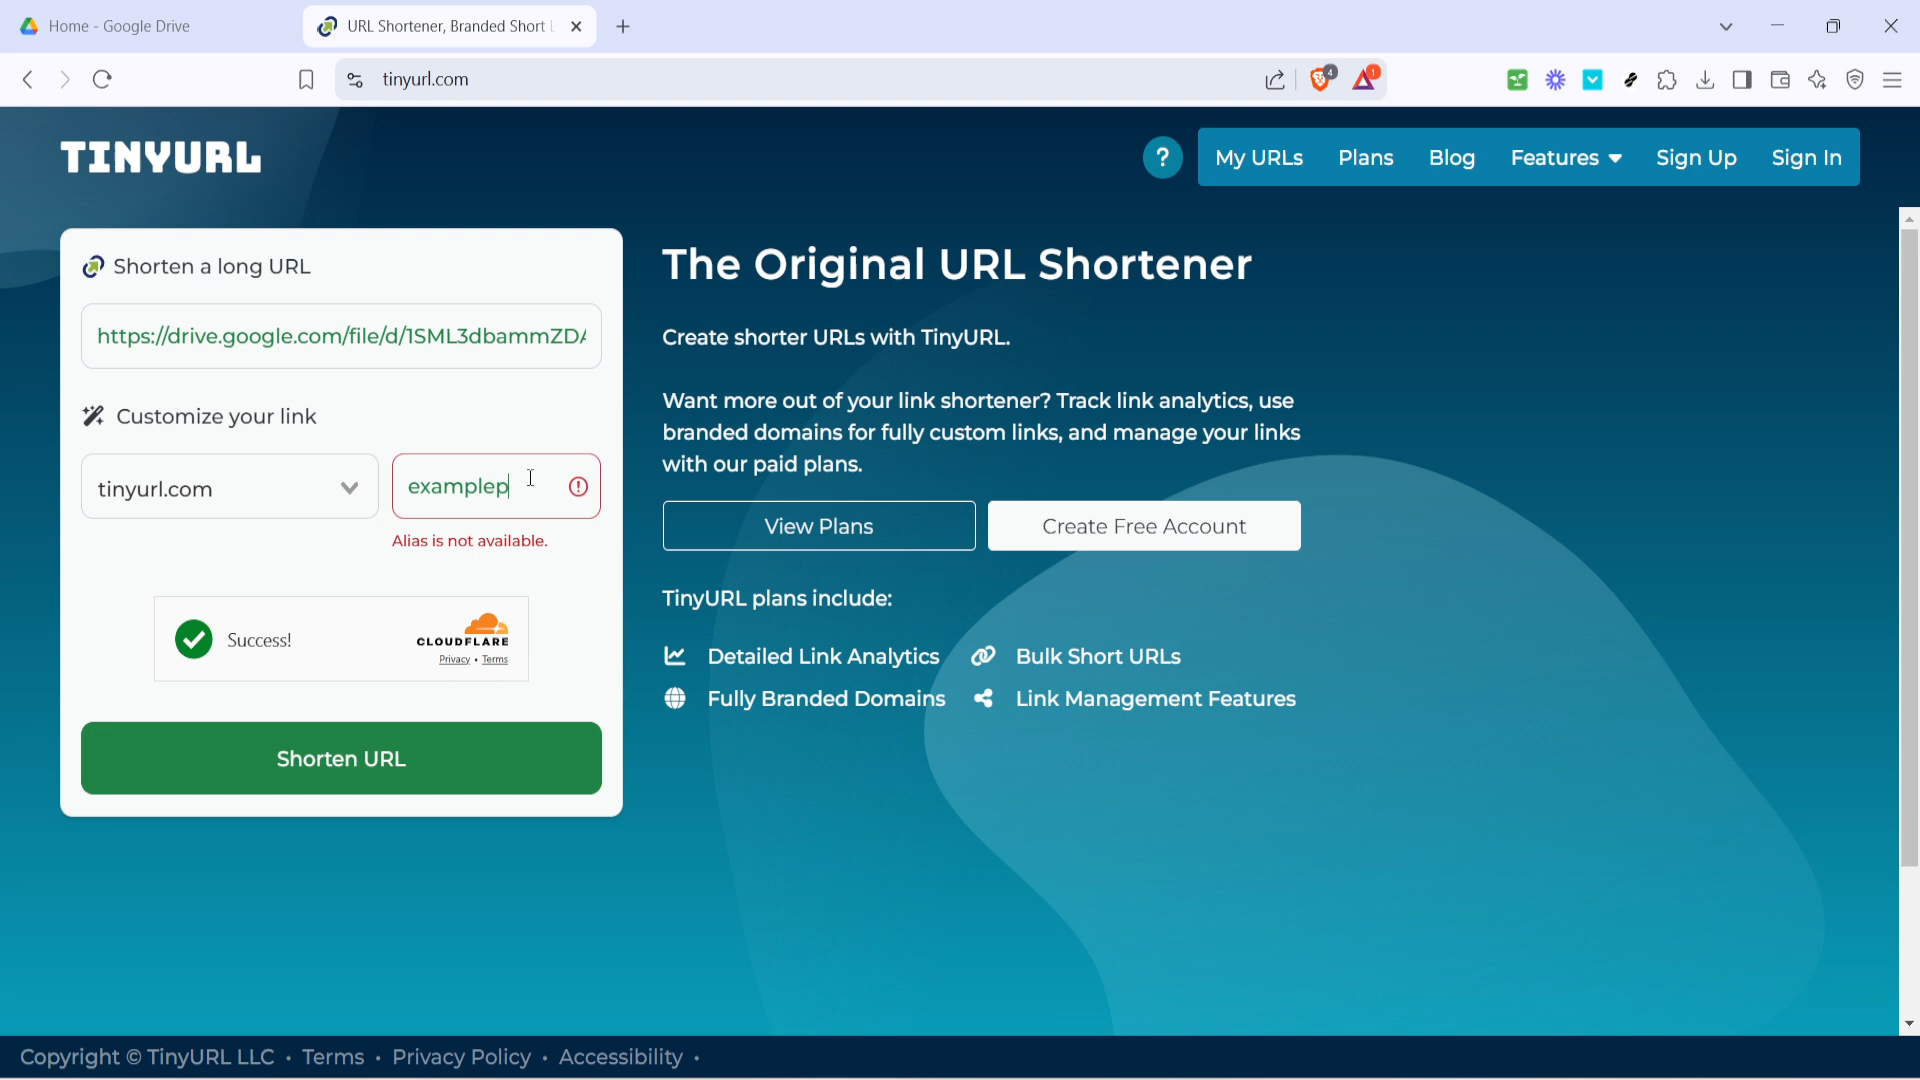 Home - Google Drive
URL Shortener, Branded Short L
tinyurl.com
4
1
TINYURL
?
My URLs
Plans
Blog
Features
Sign Up
Sign In
Shorten a long URL
https://drive.google.com/file/d/1SML3dbammZDA
Customize your link
tinyurl.com
examplep
Alias is not available.
Success!
CLOUDFLARE
Privacy • Terms
Shorten URL
The Original URL Shortener
Create shorter URLs with TinyURL.
Want more out of your link shortener? Track link analytics, use
branded domains for fully custom links, and manage your links
with our paid plans.
View Plans
Create Free Account
TinyURL plans include:
Detailed Link Analytics
Bulk Short URLs
Fully Branded Domains
Link Management Features
Copyright © TinyURL LLC • Terms • Privacy Policy • Accessibility •